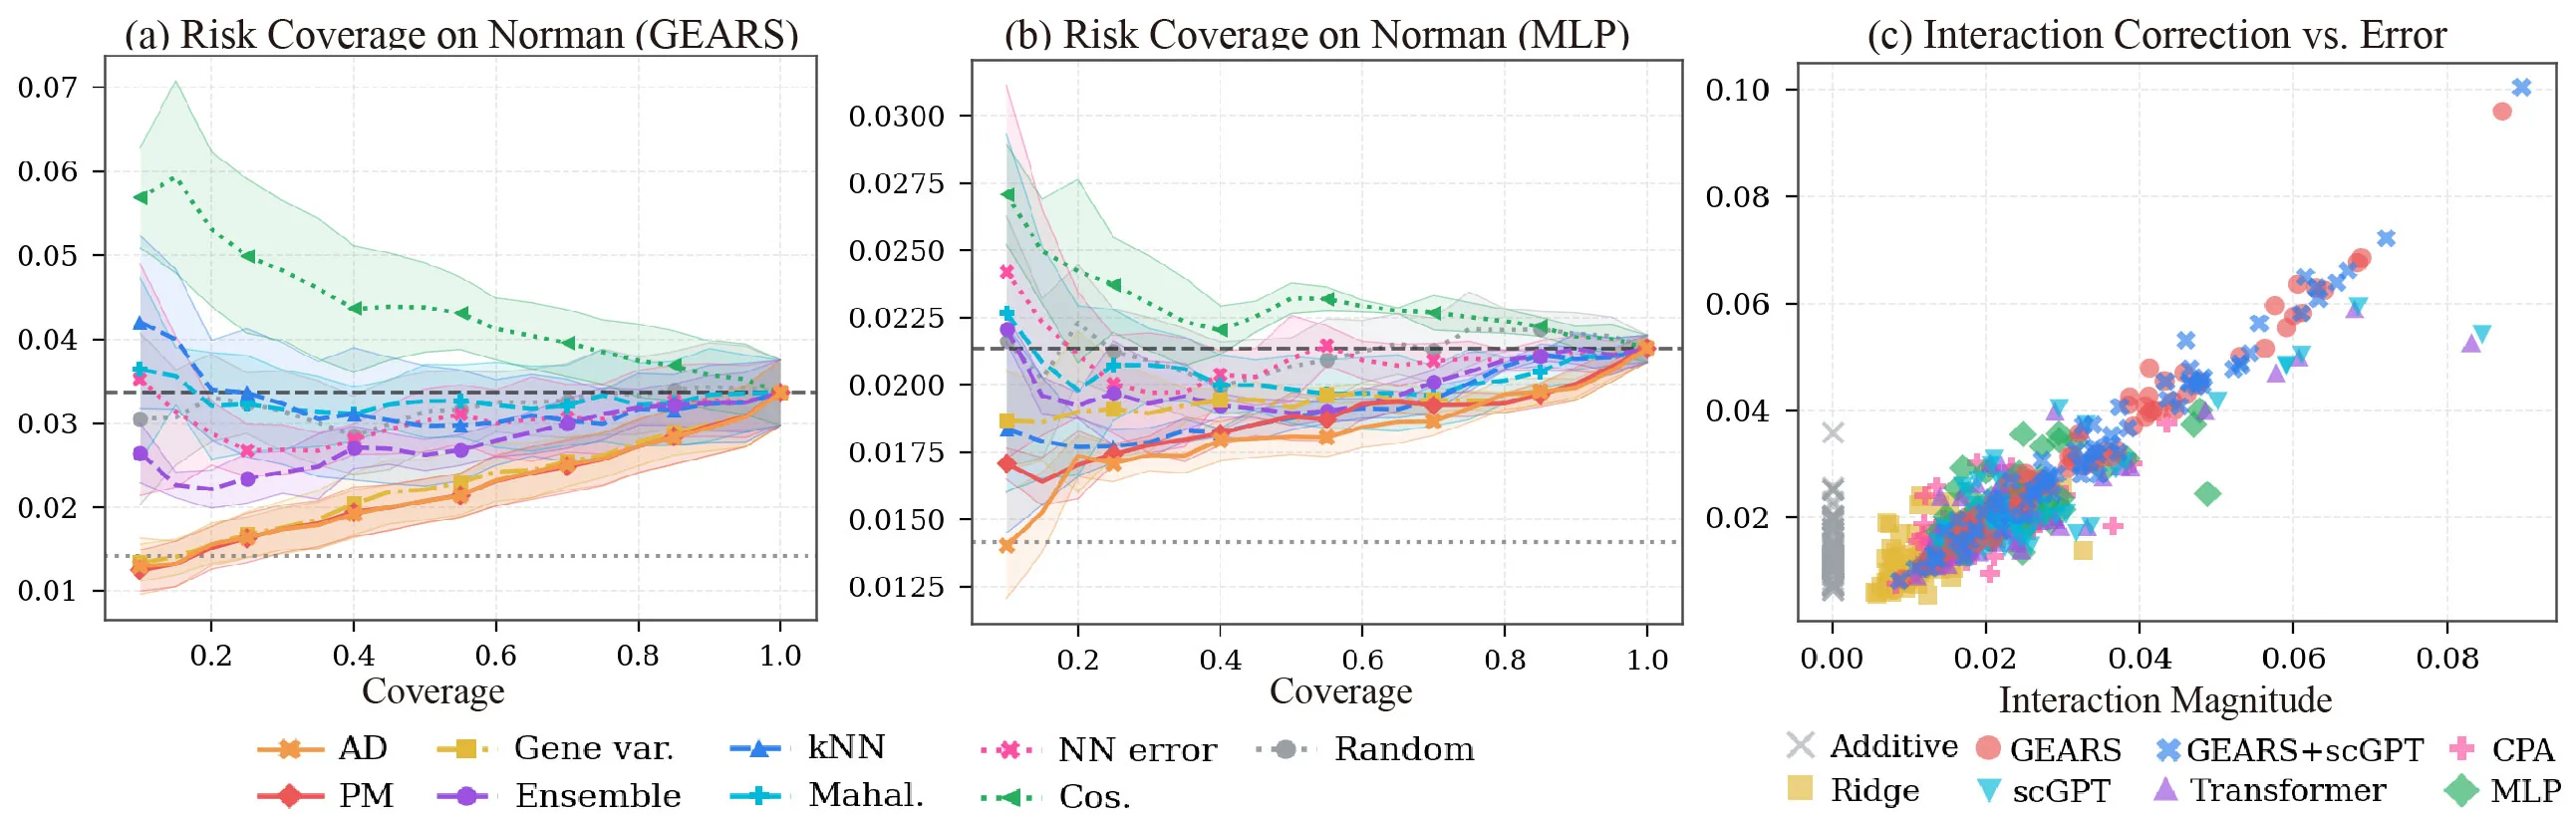 (a) Risk Coverage on Norman (GEARS)
0.07
0.06
0.05
0.04
0.03
0.02
0.01
0.2 0.4 0.6 0.8 1.0
Coverage
(b) Risk Coverage on Norman (MLP)
0.0300
0.0275
0.0250
0.0225
0.0200
0.0175
0.0150
0.0125
0.2 0.4 0.6 0.8 1.0
Coverage
(c) Interaction Correction vs. Error
0.10
0.08
0.06
0.04
0.02
0.00 0.02 0.04 0.06 0.08
Interaction Magnitude
AD Gene var. kNN NN error Random
PM Ensemble Mahal. Cos.
Additive GEARS GEARS+scGPT CPA
Ridge scGPT Transformer MLP